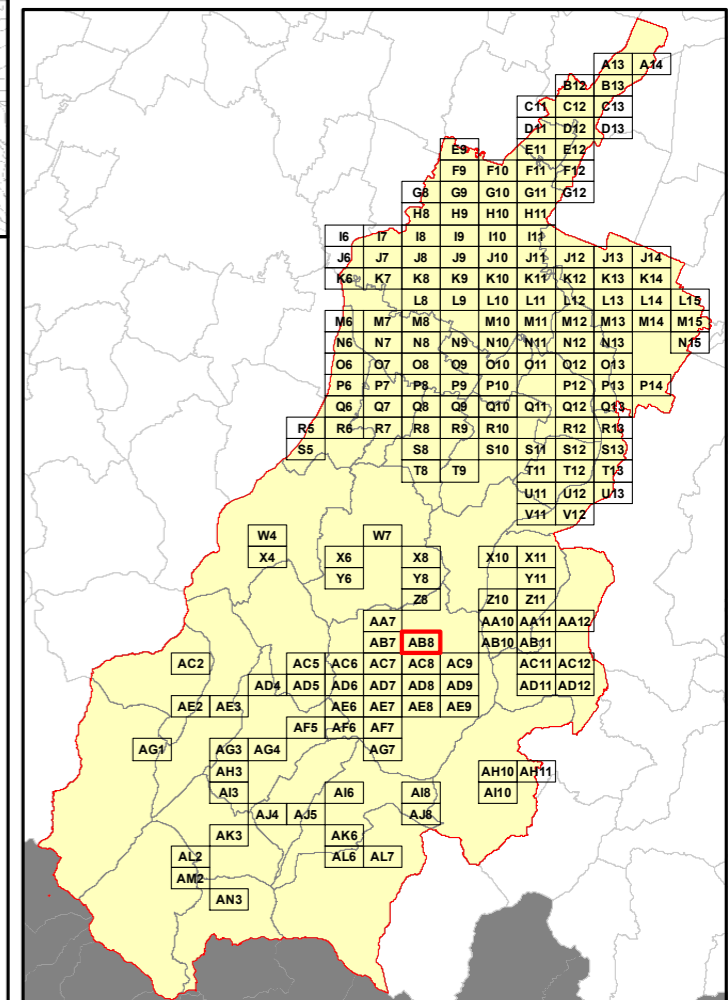 A13 A14
B12 B13
C11 C12 C13
D11 D12 D13
E9 E11 E12
F9 F10 F11 F12
G8 G9 G10 G11 G12
H8 H9 H10 H11
I6 I7 I8 I9 I10 I11
J6 J7 J8 J9 J10 J11 J12 J13 J14
K6 K7 K8 K9 K10 K11 K12 K13 K14
L8 L9 L10 L11 L12 L13 L14 L15
M6 M7 M8 M10 M11 M12 M13 M14 M15
N6 N7 N8 N9 N10 N11 N12 N13 N15
O6 O7 O8 O9 O10 O11 O12 O13
P6 P7 P8 P9 P10 P12 P13 P14
Q6 Q7 Q8 Q9 Q10 Q11 Q12 Q13
R5 R6 R7 R8 R9 R10 R12 R13
S5 S8 S10 S11 S12 S13
T8 T9 T11 T12 T13
U11 U12 U13
V11 V12
W4 W7
X4 X6 X8 X10 X11
Y6 Y8 Y11
Z8 Z10 Z11
AA7 AA10 AA11 AA12
AB7 AB8 AB10 AB11
AC2 AC5 AC6 AC7 AC8 AC9 AC11 AC12
AD4 AD5 AD6 AD7 AD8 AD9 AD11 AD12
AE2 AE3 AE6 AE7 AE8 AE9
AF5 AF6 AF7
AG1 AG3 AG4 AG7
AH3 AH10 AH11
AI3 AI6 AI8 AI10
AJ4 AJ5 AJ8
AK3 AK6
AL2 AL6 AL7
AM2
AN3